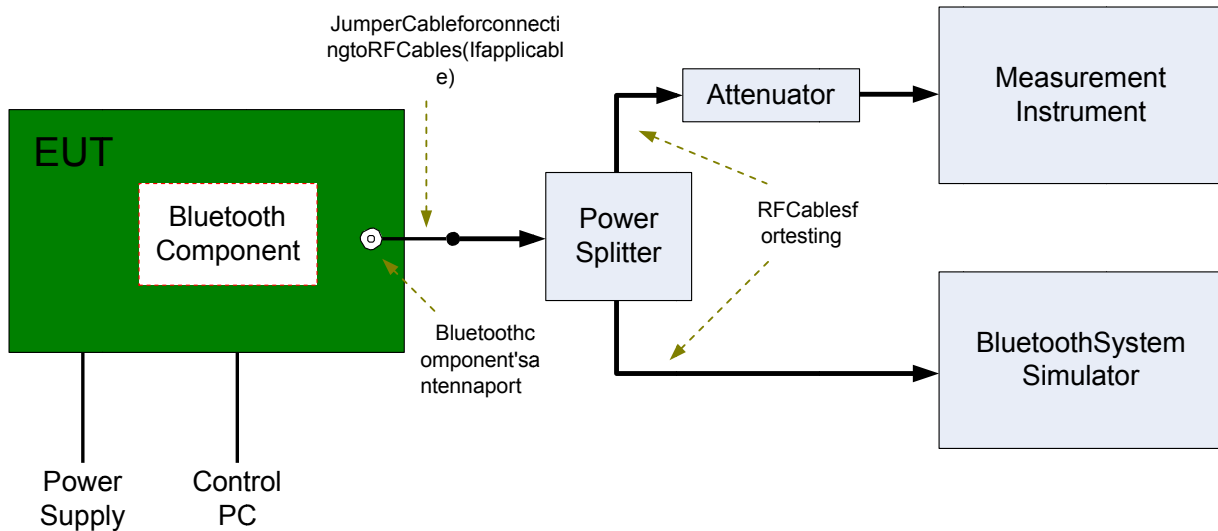 JumperCableforconnecti
ngtoRFCables(Ifapplicabl
e)
EUT
Bluetooth
Component
Attenuator
Measurement
Instrument
Power
Splitter
RFCablesf
ortesting
Bluetoothc
omponent'sa
ntennaport
BluetoothSystem
Simulator
Power
Supply
Control
PC